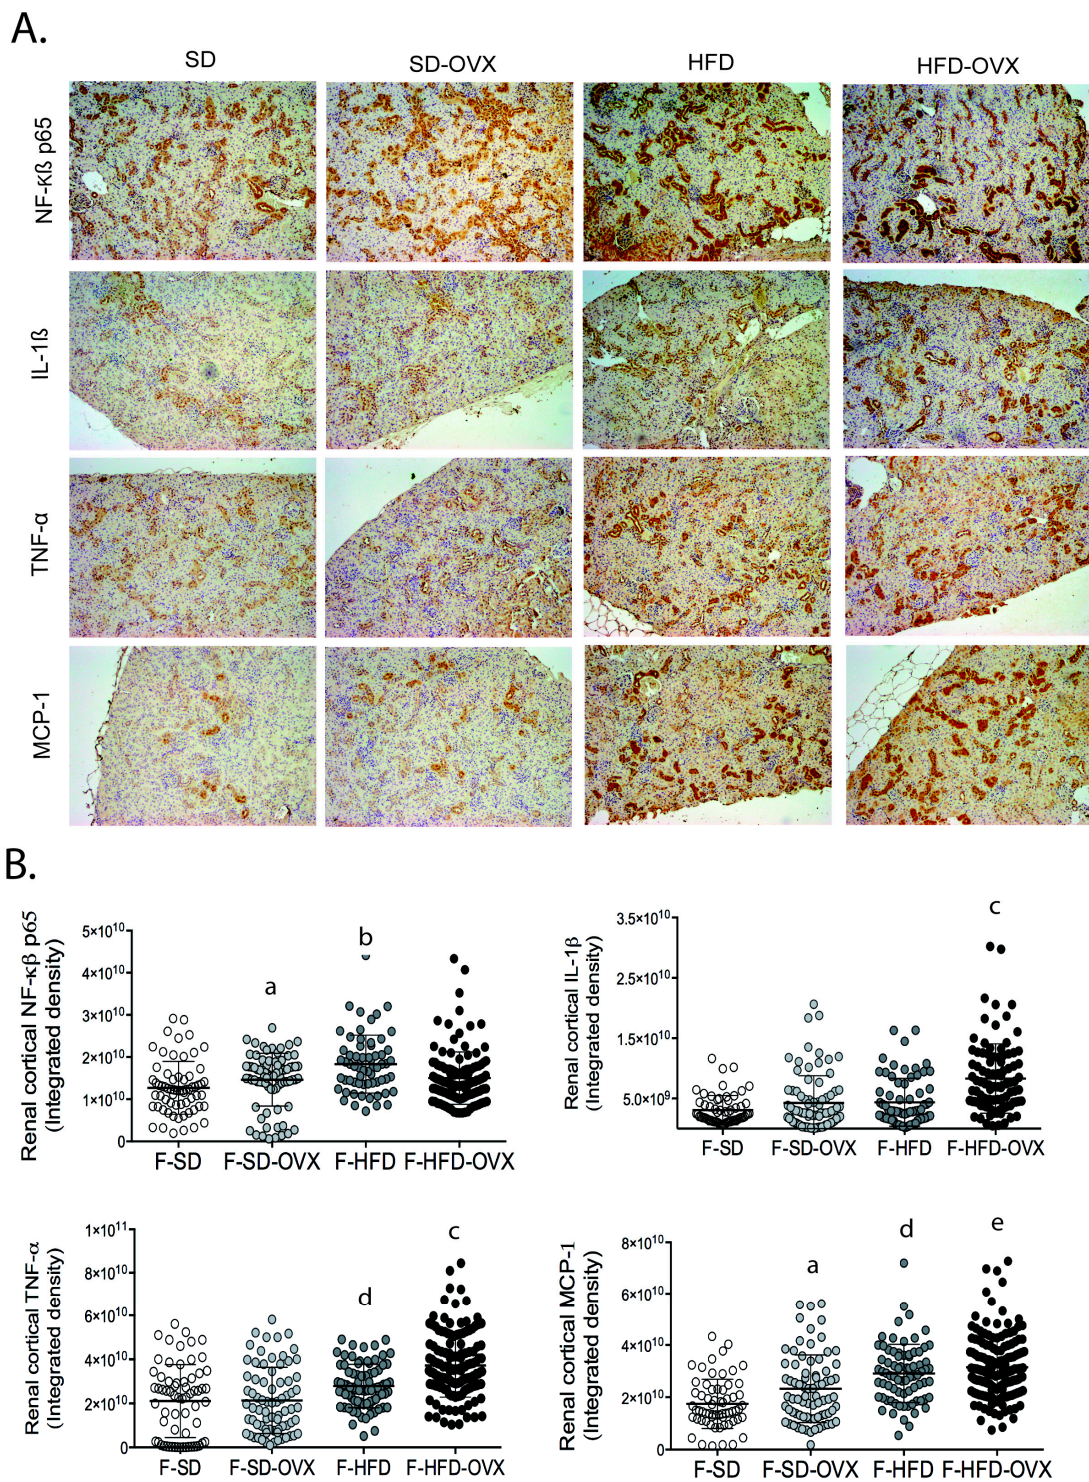 A.
SD SD-OVX HFD HFD-OVX
NF-κß p65
IL-1ß
TNF-α
MCP-1
B.
Renal cortical NF-κβ p65
(Integrated density)
5×10¹⁰
4×10¹⁰
3×10¹⁰
2×10¹⁰
1×10¹⁰
0
a
b
F-SD F-SD-OVX F-HFD F-HFD-OVX
Renal cortical IL-1β
(Integrated density)
3.5×10¹⁰
2.5×10¹⁰
1.5×10¹⁰
5.0×10⁹
c
F-SD F-SD-OVX F-HFD F-HFD-OVX
Renal cortical TNF-α
(Integrated density)
1×10¹¹
8×10¹⁰
6×10¹⁰
4×10¹⁰
2×10¹⁰
0
d
c
F-SD F-SD-OVX F-HFD F-HFD-OVX
Renal cortical MCP-1
(Integrated density)
8×10¹⁰
6×10¹⁰
4×10¹⁰
2×10¹⁰
0
a
d
e
F-SD F-SD-OVX F-HFD F-HFD-OVX